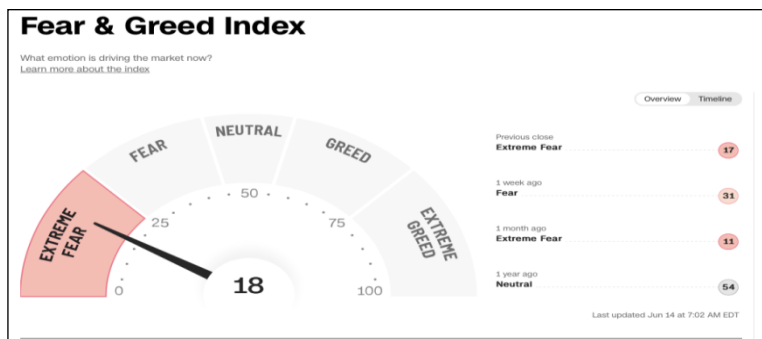 Fear & Greed Index
What emotion is driving the market now?
Learn more about the index
Overview Timeline
EXTREME
FEAR
FEAR
NEUTRAL
GREED
EXTREME
GREED
0
25
50
75
100
18
Previous close
Extreme Fear 17
1 week ago
Fear 31
1 month ago
Extreme Fear 11
1 year ago
Neutral 54
Last updated Jun 14 at 7:02 AM EDT